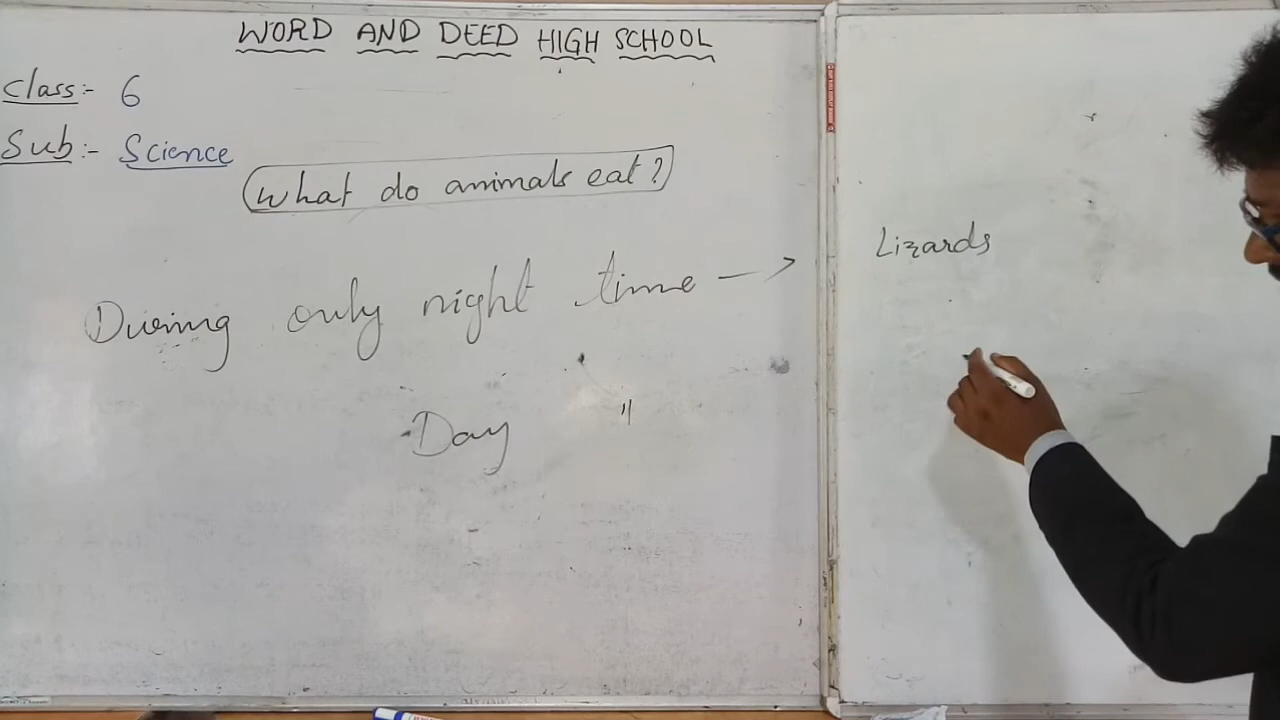 WORD AND DEED HIGH SCHOOL
Class:- 6
Sub:- Science
What do animals eat?
During only night time →
Lizards
Day "